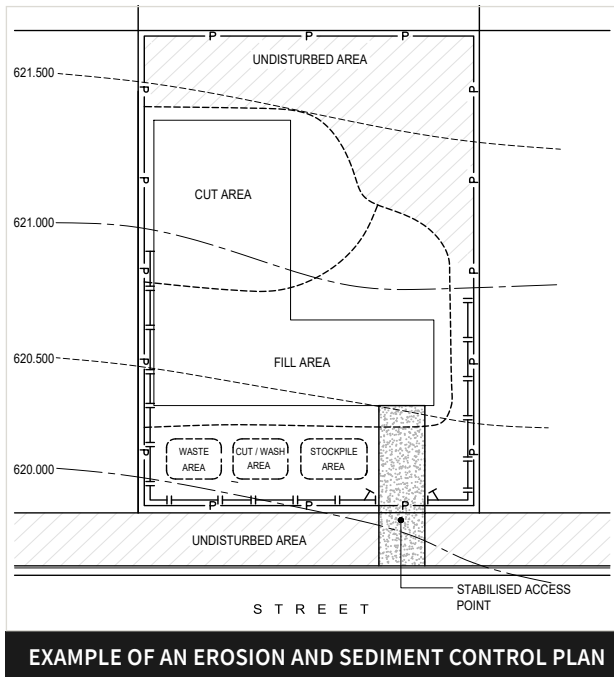 P P P
UNDISTURBED AREA
621.500
P P
P P
CUT AREA
621.000
P P
620.500
FILL AREA
P P
WASTE AREA
CUT / WASH AREA
STOCKPILE AREA
620.000
P P
P P P
UNDISTURBED AREA
STABILISED ACCESS
POINT
STREET
EXAMPLE OF AN EROSION AND SEDIMENT CONTROL PLAN